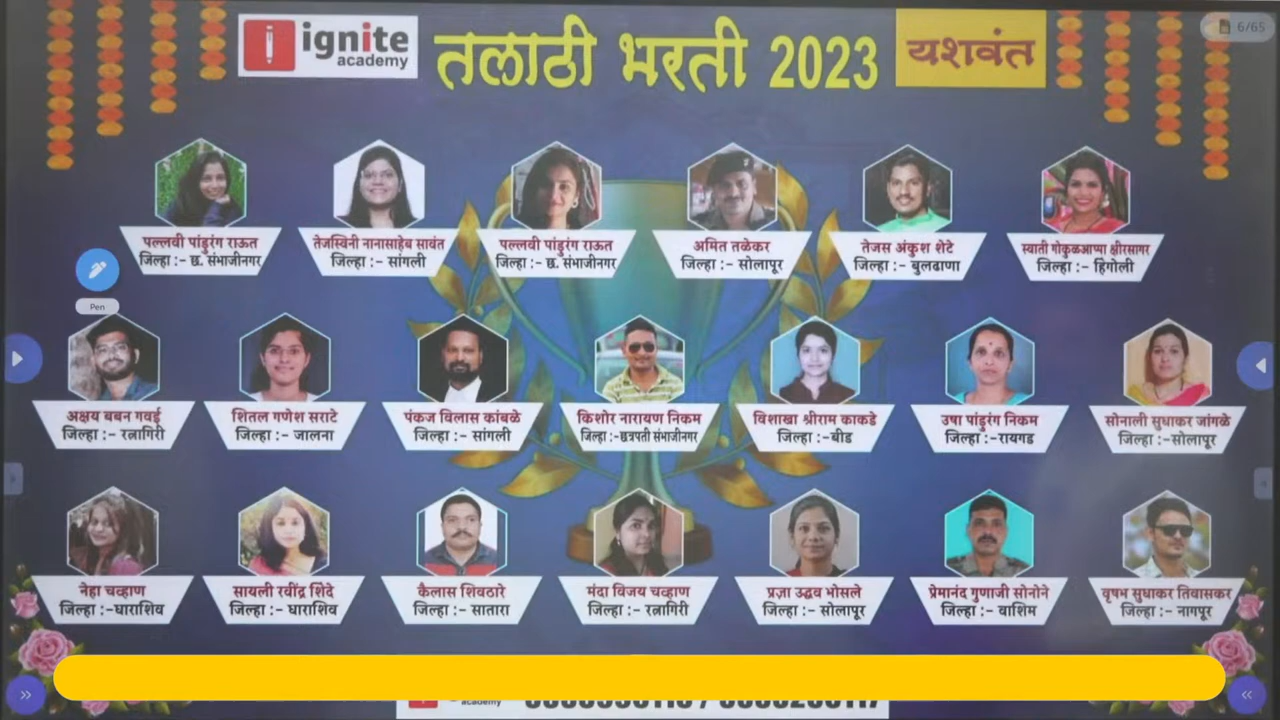 ignite
academy
तलाठी भरती 2023
यशवंत
6/65
पल्लवी पांडुरंग राऊत
जिल्हा :- छ. संभाजीनगर
तेजस्विनी नानासाहेब सावंत
जिल्हा :- सांगली
पल्लवी पांडुरंग राऊत
जिल्हा :- छ. संभाजीनगर
अमित तळेकर
जिल्हा :- सोलापूर
तेजस अंकुश शेटे
जिल्हा :- बुलढाणा
स्वाती गोकुळआप्पा क्षीरसागर
जिल्हा :- हिंगोली
Pen
अक्षय बबन गवई
जिल्हा :- रत्नागिरी
शितल गणेश सराटे
जिल्हा :- जालना
पंकज विलास कांबळे
जिल्हा :- सांगली
किशोर नारायण निकम
जिल्हा :-छत्रपती संभाजीनगर
विशाखा श्रीराम काकडे
जिल्हा :-बीड
उषा पांडुरंग निकम
जिल्हा :-रायगड
सोनाली सुधाकर जांगळे
जिल्हा :-सोलापूर
नेहा चव्हाण
जिल्हा :-धाराशिव
सायली रवींद्र शिंदे
जिल्हा :- धाराशिव
कैलास शिवठारे
जिल्हा :- सातारा
मंदा विजय चव्हाण
जिल्हा :- रत्नागिरी
प्रज्ञा उद्धव भोसले
जिल्हा :- सोलापूर
प्रेमानंद गुणाजी सोनोने
जिल्हा :- वाशिम
वृषभ सुधाकर तिवासकर
जिल्हा :- नागपूर
academy